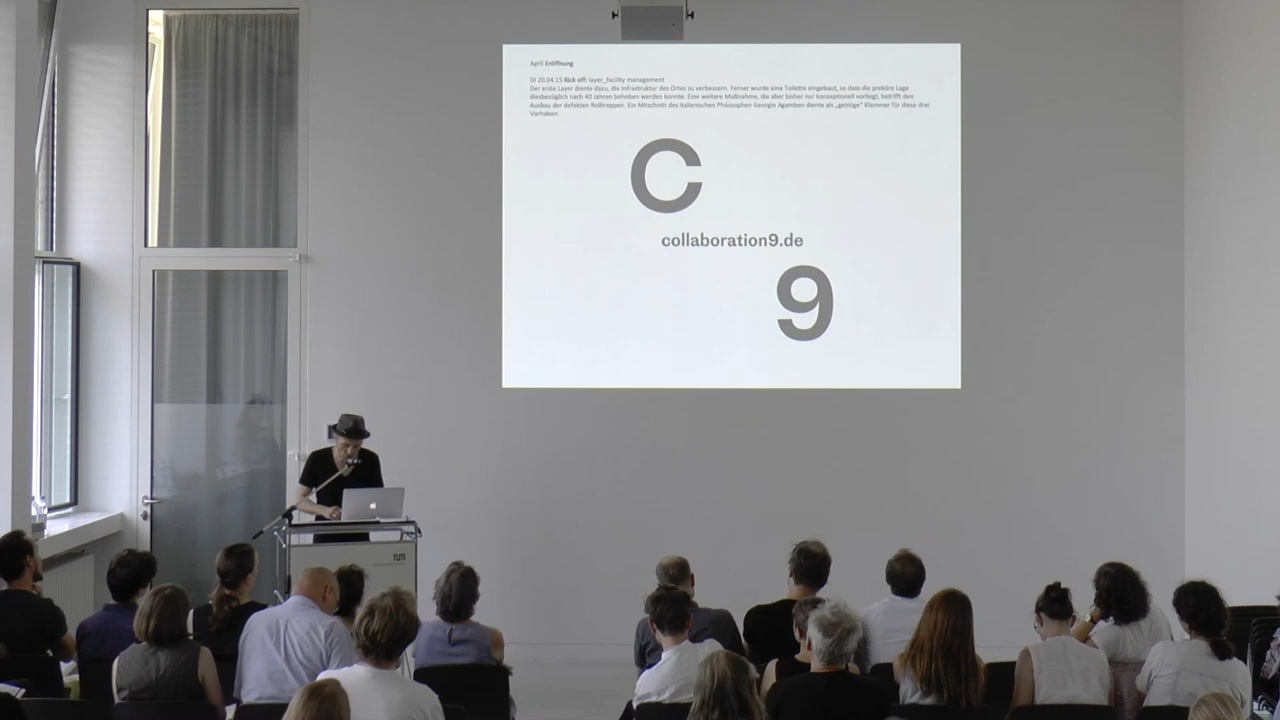 April Eröffnung
DI 20.04.15 Kick off: layer_facility management
Der erste Layer diente dazu, die Infrastruktur des Ortes zu verbessern. Ferner wurde eine Toilette eingebaut, so dass die prekäre Lage
diesbezüglich nach 40 Jahren behoben werden konnte. Eine weitere Maßnahme, die aber bisher nur konzeptionell vorliegt, betrifft den
Ausbau der defekten Rolltreppen. Ein Mitschnitt des italienischen Philosophen Georgio Agamben diente als „geistige" Klammer für diese drei
Vorhaben.
C
collaboration9.de
9
TUM